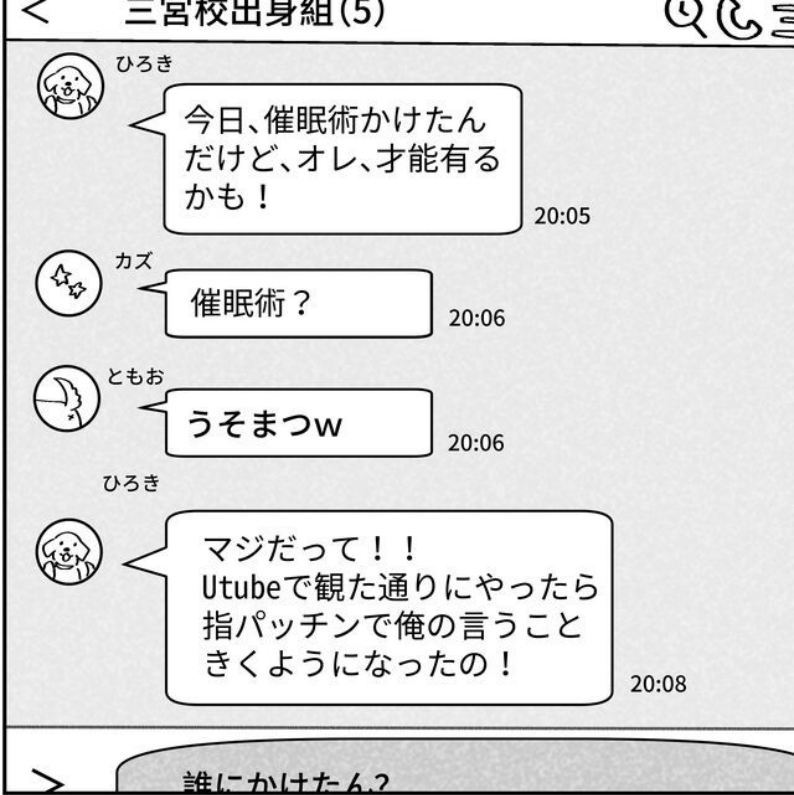 三宮校出身組(5)
ひろき
今日、催眠術かけたん
だけど、オレ、才能有る
かも!
20:05
カズ
催眠術?
20:06
ともお
うそまつw
20:06
ひろき
マジだって!!
Utubeで観た通りにやったら
指パッチンで俺の言うこと
きくようになったの!
20:08
誰にかけたん?